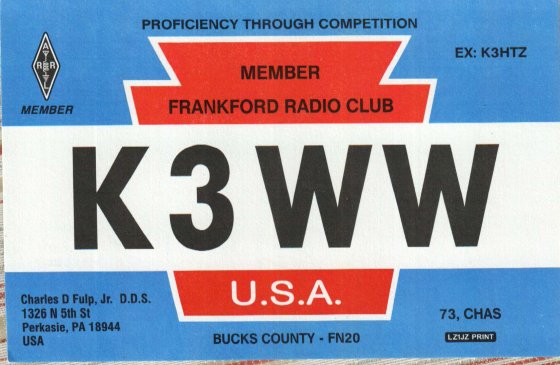 PROFICIENCY THROUGH COMPETITION
EX: K3HTZ
A
R R
L
MEMBER
MEMBER
FRANKFORD RADIO CLUB
K3WW
U.S.A.
Charles D Fulp, Jr. D.D.S.
1326 N 5th St
Perkasie, PA 18944
USA
BUCKS COUNTY - FN20
73, CHAS
LZ1JZ PRINT